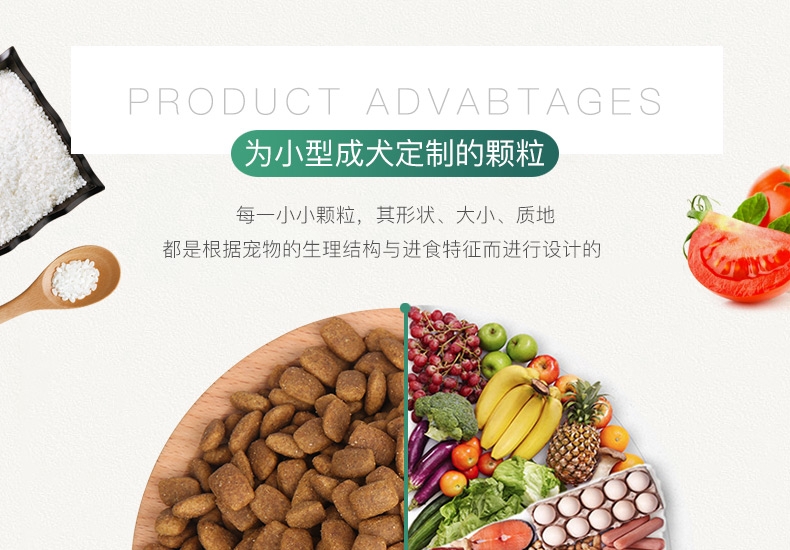 PRODUCT ADVABTAGES
为小型成犬定制的颗粒
每一小小颗粒，其形状、大小、质地
都是根据宠物的生理结构与进食特征而进行设计的